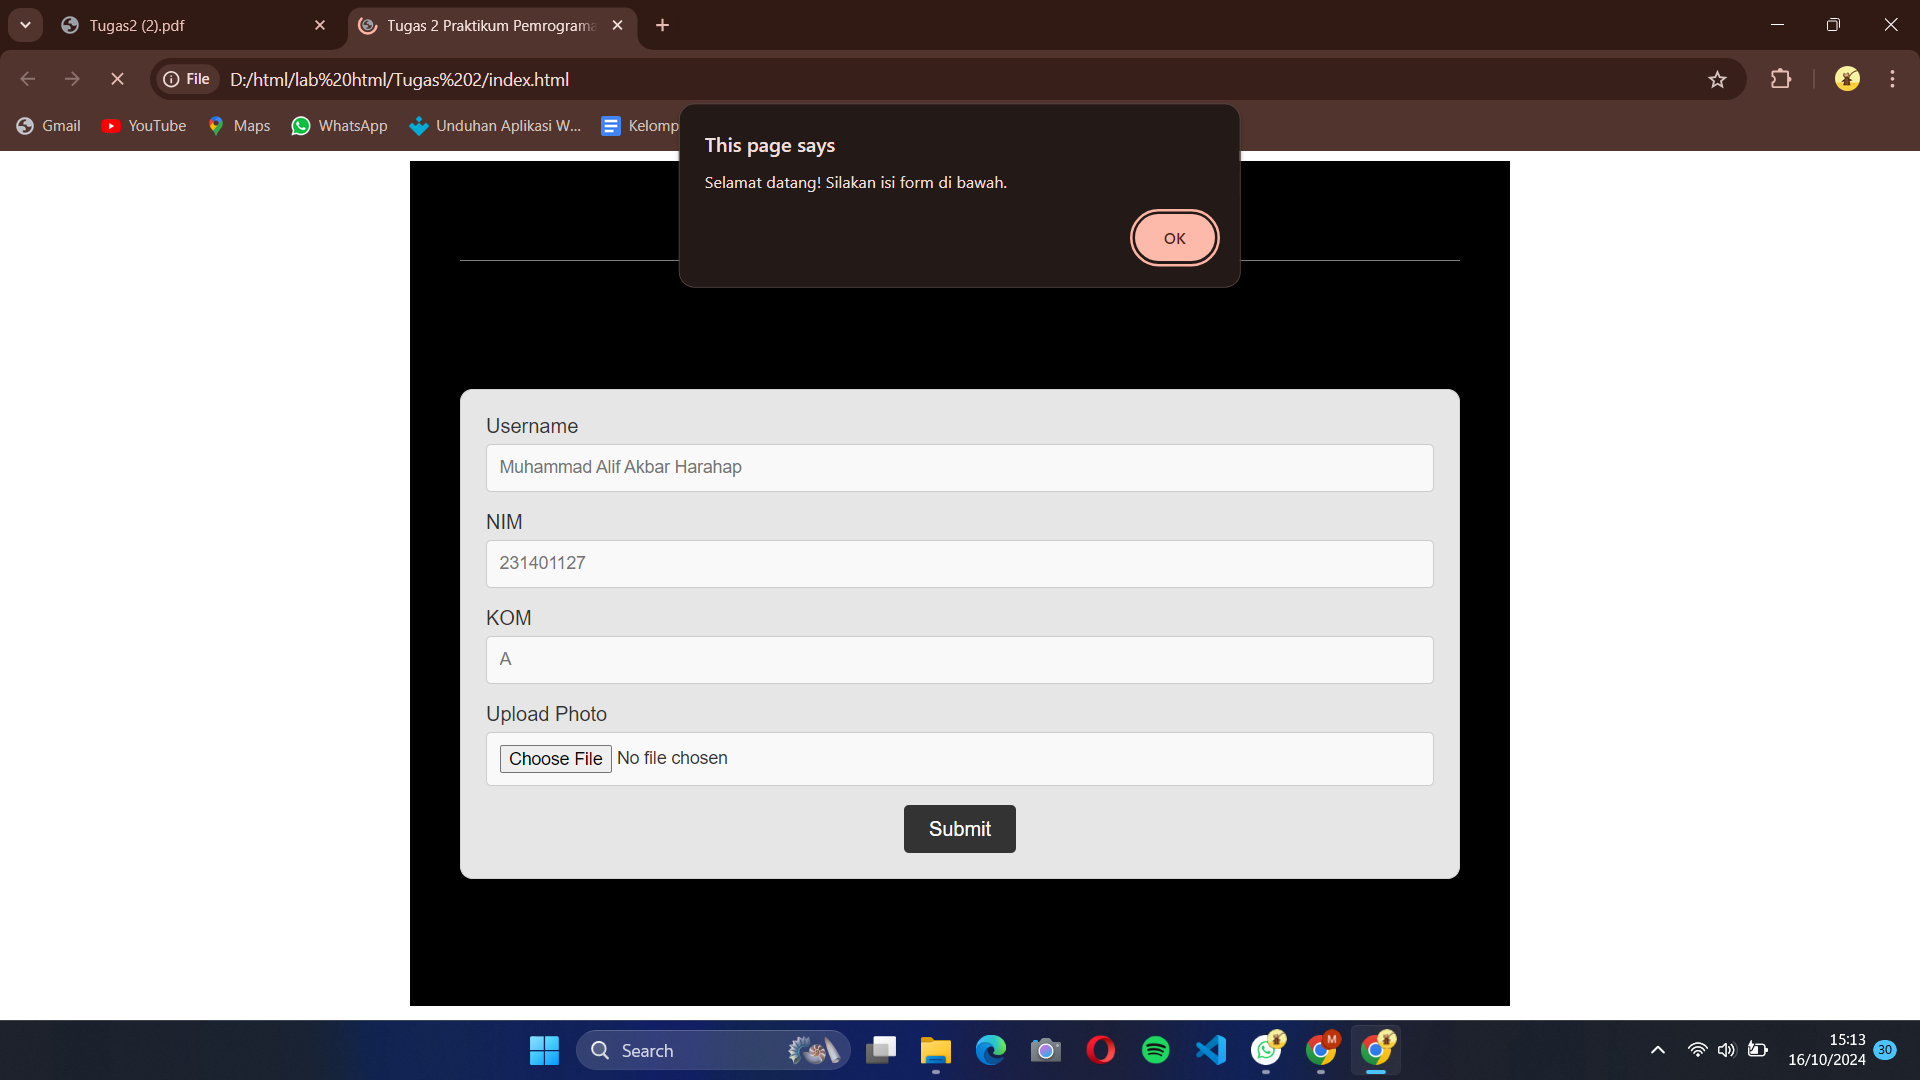 Tugas2 (2).pdf
Tugas 2 Praktikum Pemrograma
File
D:/html/lab%20html/Tugas%202/index.html
Gmail
YouTube
Maps
WhatsApp
Unduhan Aplikasi W...
Kelomp
This page says
Selamat datang! Silakan isi form di bawah.
OK
Username
Muhammad Alif Akbar Harahap
NIM
231401127
KOM
A
Upload Photo
Choose File No file chosen
Submit
Search
M
15:13
16/10/2024
30